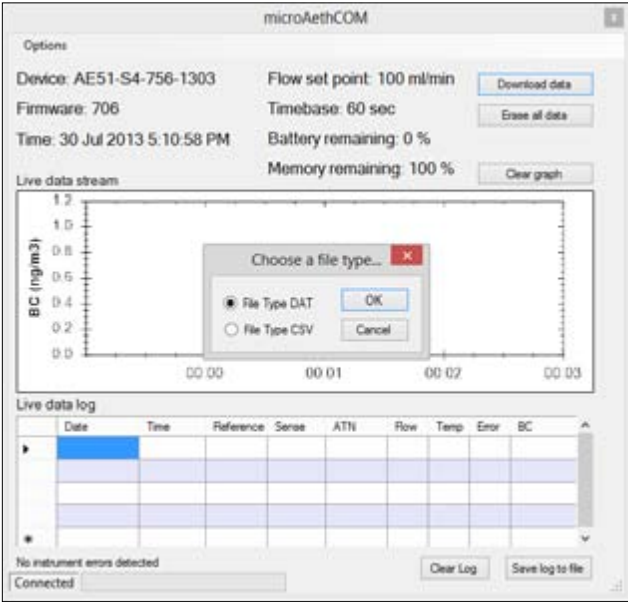 microAethCOM
x
Options
Device: AE51-S4-756-1303 Flow set point: 100 ml/min Download data
Firmware: 706 Timebase: 60 sec Erase all data
Time: 30 Jul 2013 5:10:58 PM Battery remaining: 0 %
Memory remaining: 100 % Clear graph
Live data stream
BC (ng/m3)
1.2
1.0
0.8
0.6
0.4
0.2
0.0
00:00 00:01 00:02 00:03
Choose a file type...
File Type DAT OK
File Type CSV Cancel
Live data log
Date Time Reference Sense ATN Flow Temp Error BC
No instrument errors detected
Clear Log Save log to file
Connected